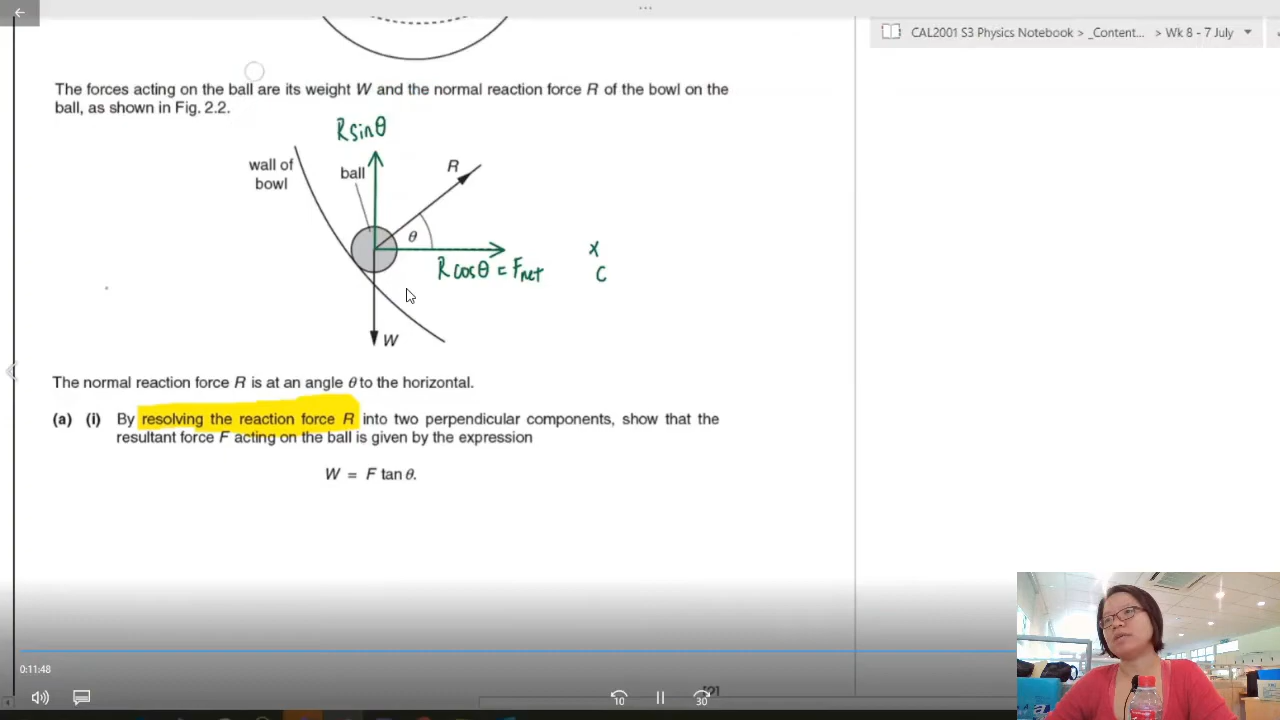 CAL2001 S3 Physics Notebook > _Content... > Wk 8 - 7 July
The forces acting on the ball are its weight W and the normal reaction force R of the bowl on the
ball, as shown in Fig. 2.2.
R sinθ
wall of
bowl
ball
R
θ
R cosθ = Fnet
x
C
W
The normal reaction force R is at an angle θ to the horizontal.
(a) (i) By resolving the reaction force R into two perpendicular components, show that the
resultant force F acting on the ball is given by the expression
W = F tan θ.
0:11:48
10
30